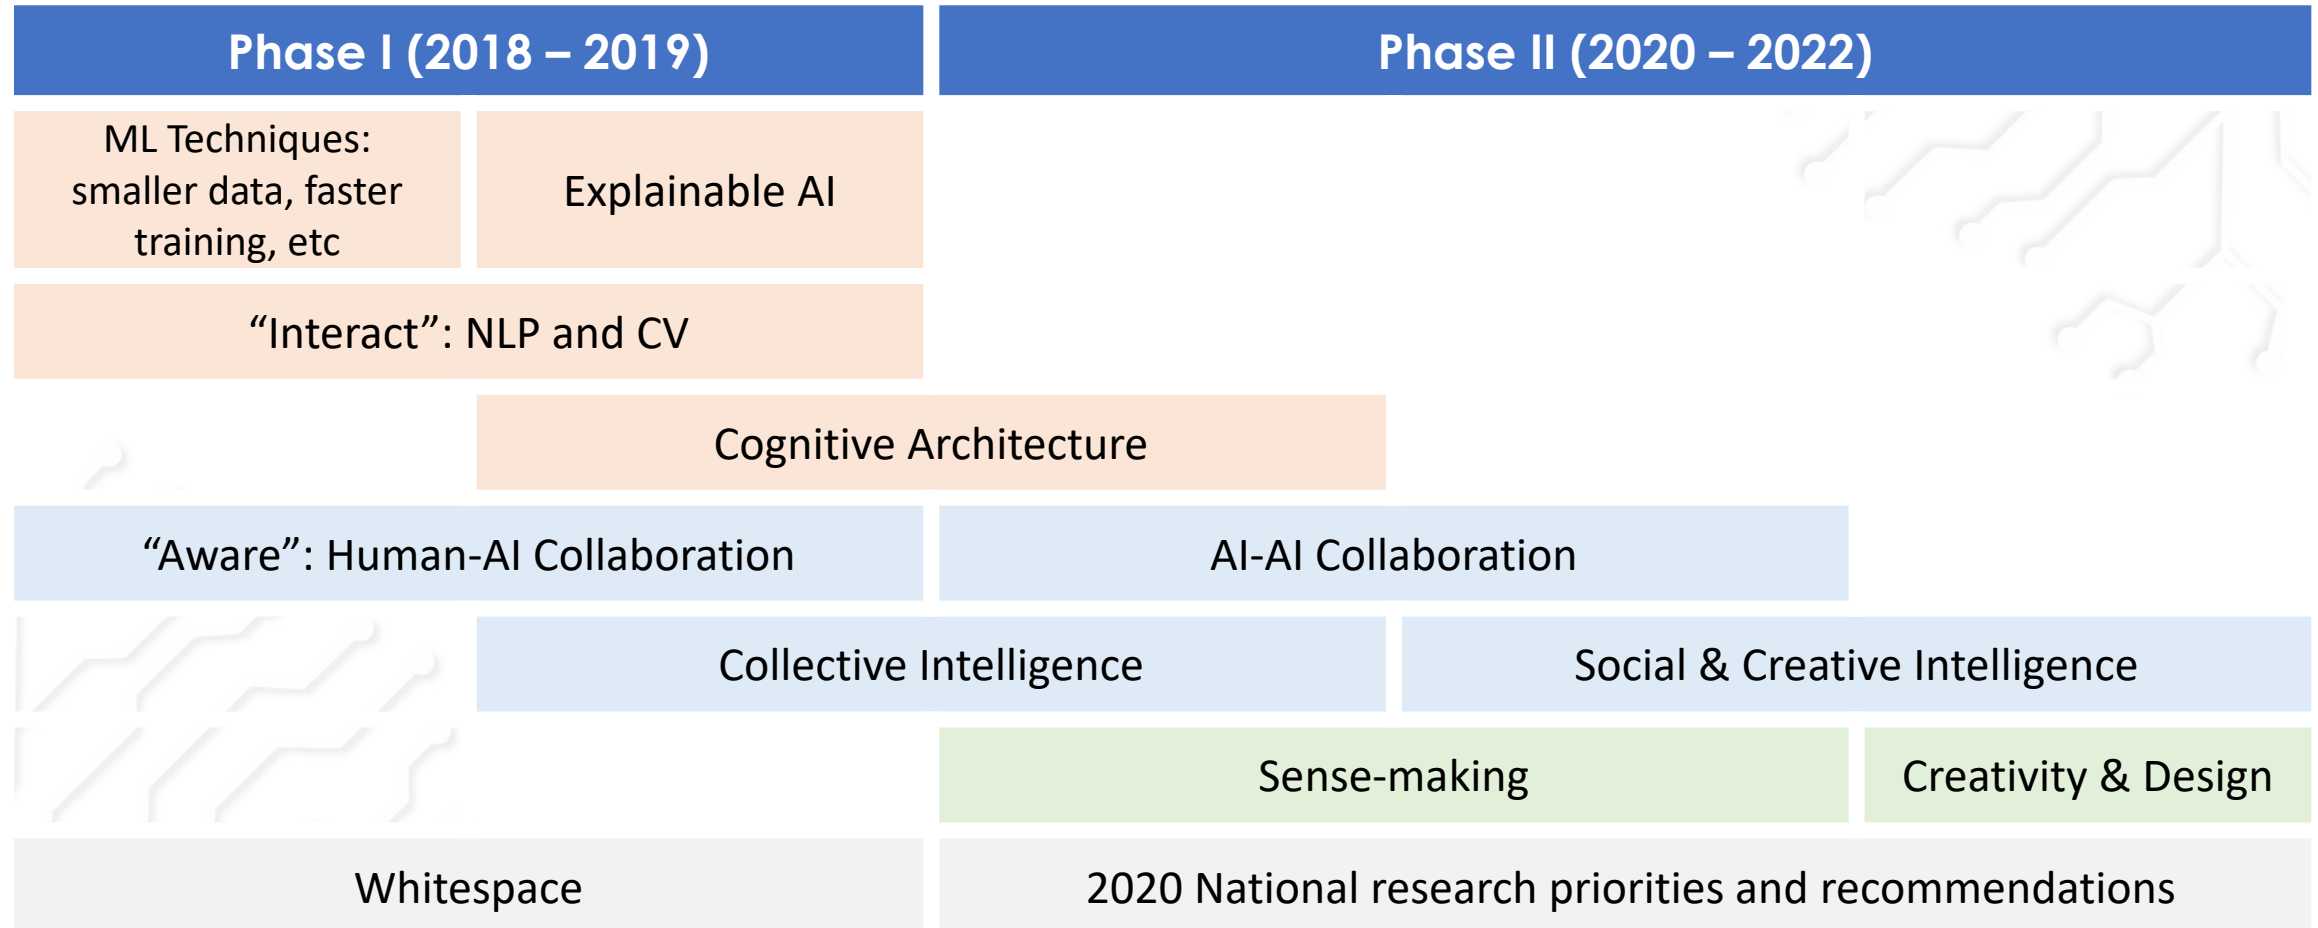 Phase I (2018 – 2019)
Phase II (2020 – 2022)
ML Techniques:
smaller data, faster
training, etc
Explainable AI
“Interact”: NLP and CV
Cognitive Architecture
“Aware”: Human-AI Collaboration
AI-AI Collaboration
Collective Intelligence
Social & Creative Intelligence
Sense-making
Creativity & Design
Whitespace
2020 National research priorities and recommendations